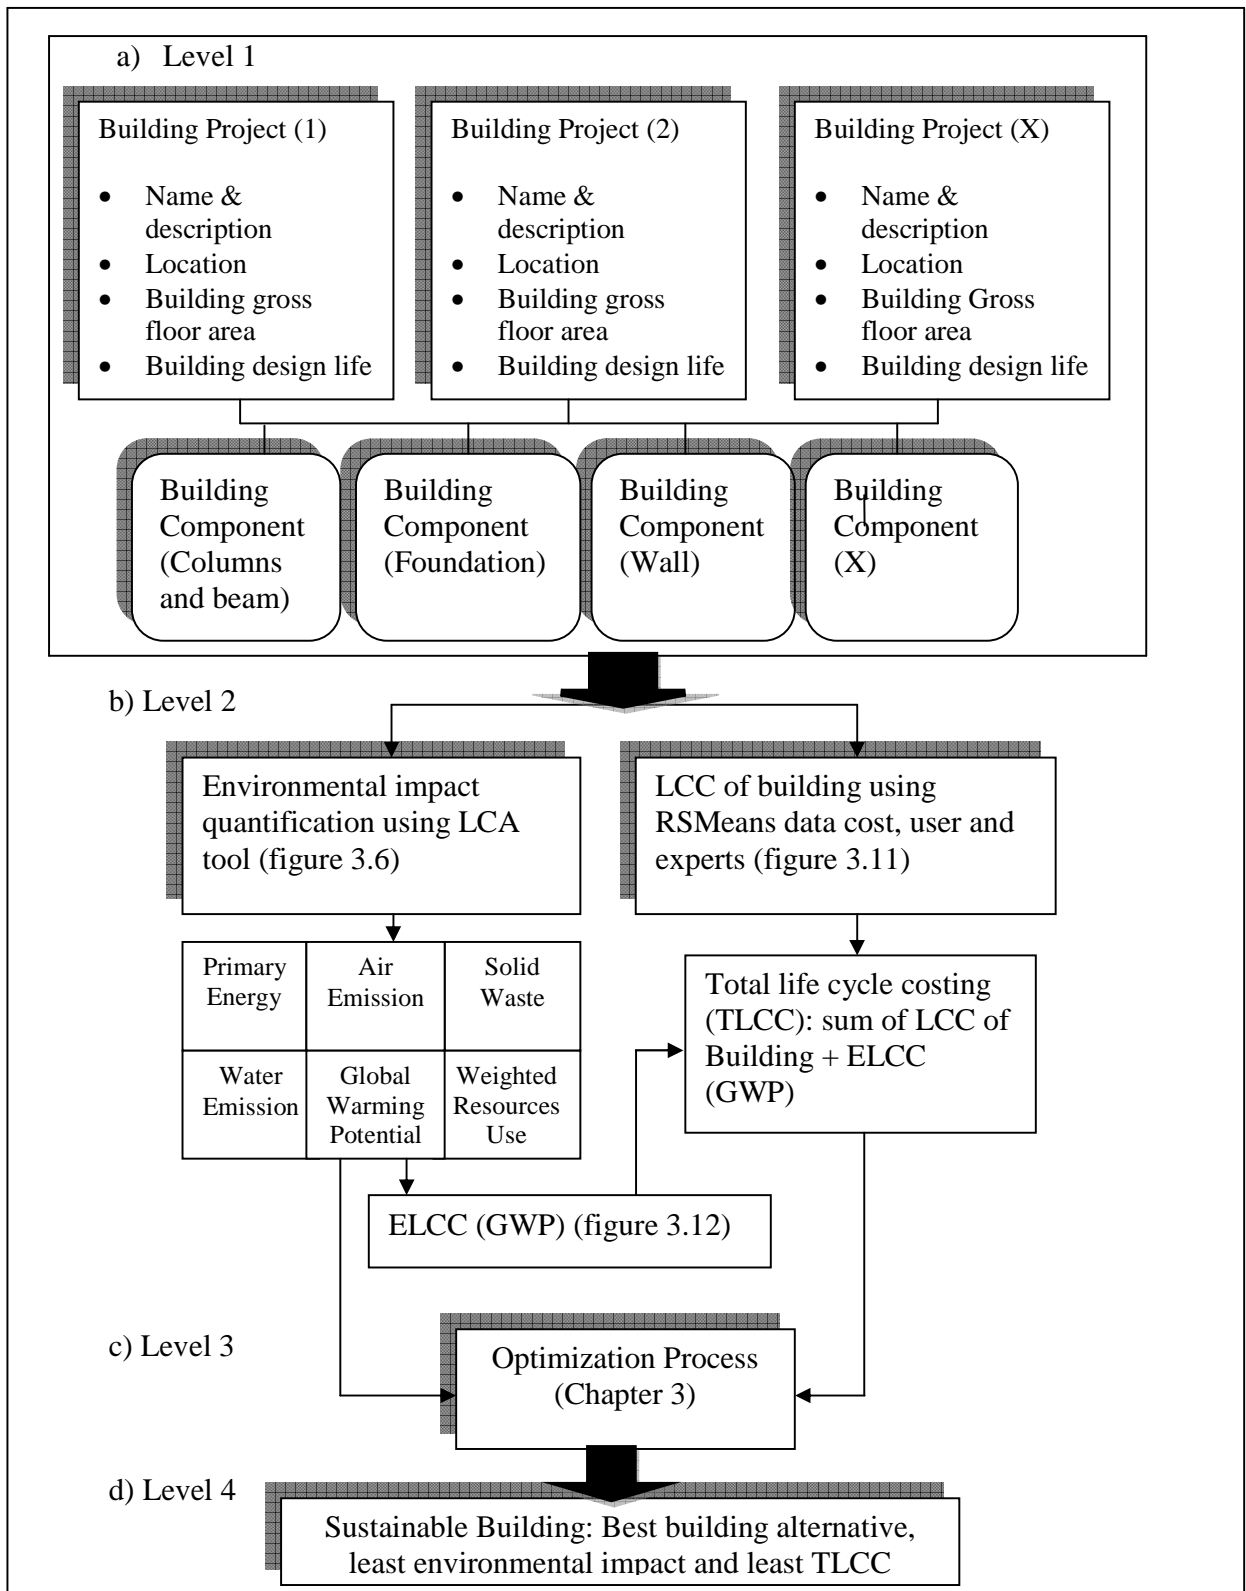 a) Level 1
Building Project (1)
• Name &
description
• Location
• Building gross
floor area
• Building design life
Building Project (2)
• Name &
description
• Location
• Building gross
floor area
• Building design life
Building Project (X)
• Name &
description
• Location
• Building Gross
floor area
• Building design life
Building
Component
(Columns
and beam)
Building
Component
(Foundation)
Building
Component
(Wall)
Building
Component
(X)
b) Level 2
Environmental impact
quantification using LCA
tool (figure 3.6)
LCC of building using
RSMeans data cost, user and
experts (figure 3.11)
Primary
Energy
Air
Emission
Solid
Waste
Water
Emission
Global
Warming
Potential
Weighted
Resources
Use
Total life cycle costing
(TLCC): sum of LCC of
Building + ELCC
(GWP)
ELCC (GWP) (figure 3.12)
c) Level 3
Optimization Process
(Chapter 3)
d) Level 4
Sustainable Building: Best building alternative,
least environmental impact and least TLCC